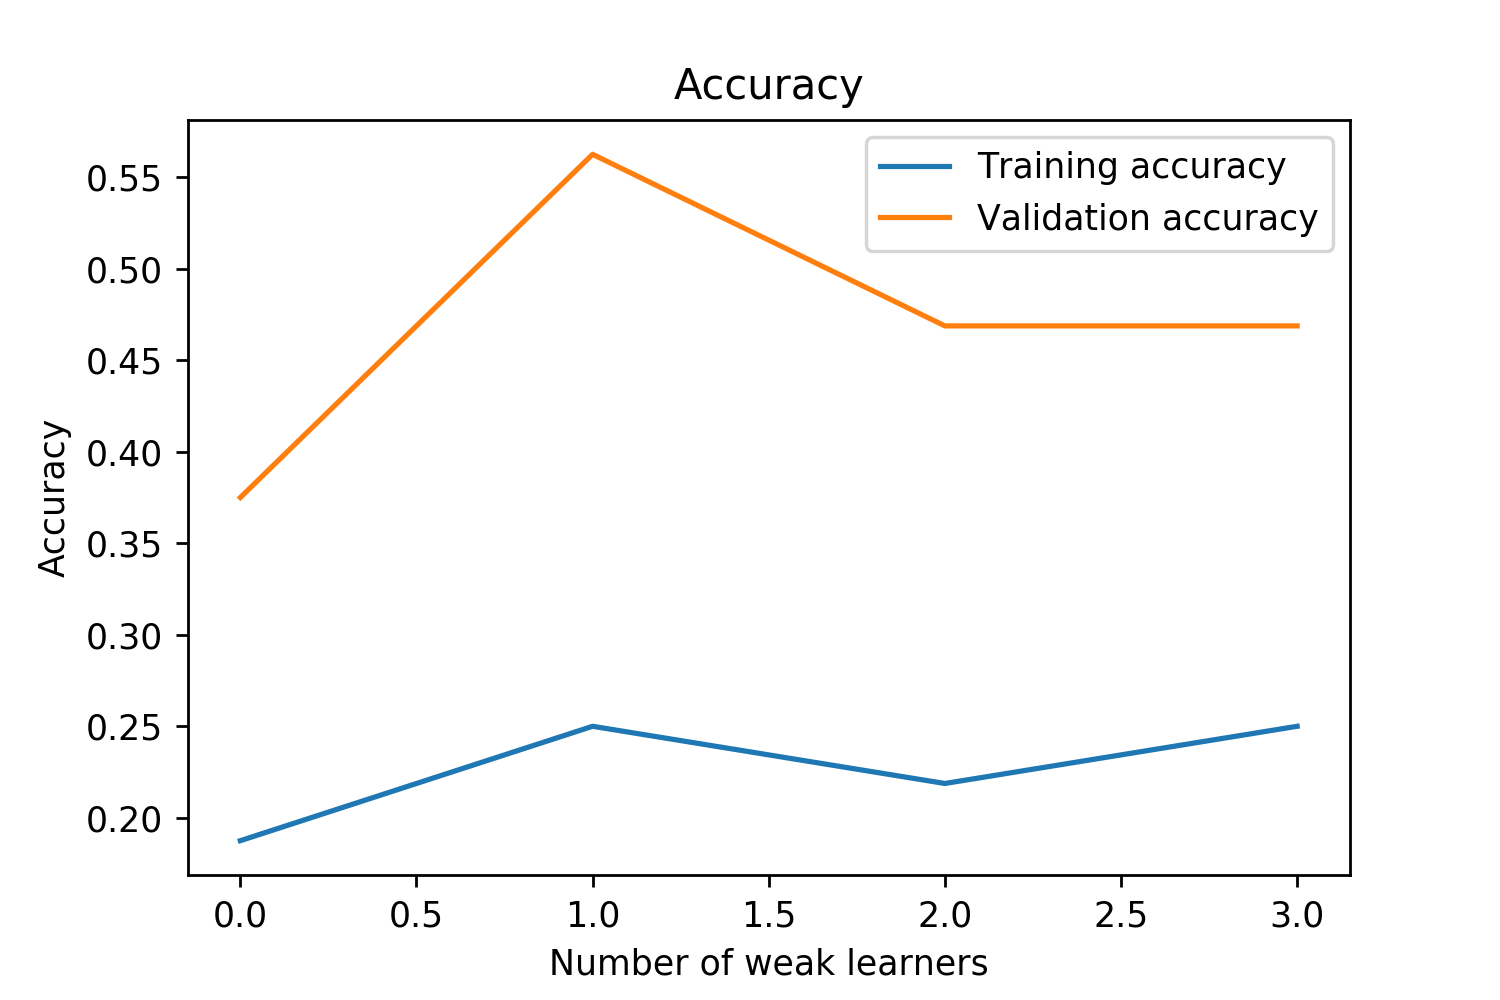 Accuracy
Training accuracy
Validation accuracy
0.55
0.50
0.45
0.40
0.35
0.30
0.25
0.20
Accuracy
0.0 0.5 1.0 1.5 2.0 2.5 3.0
Number of weak learners